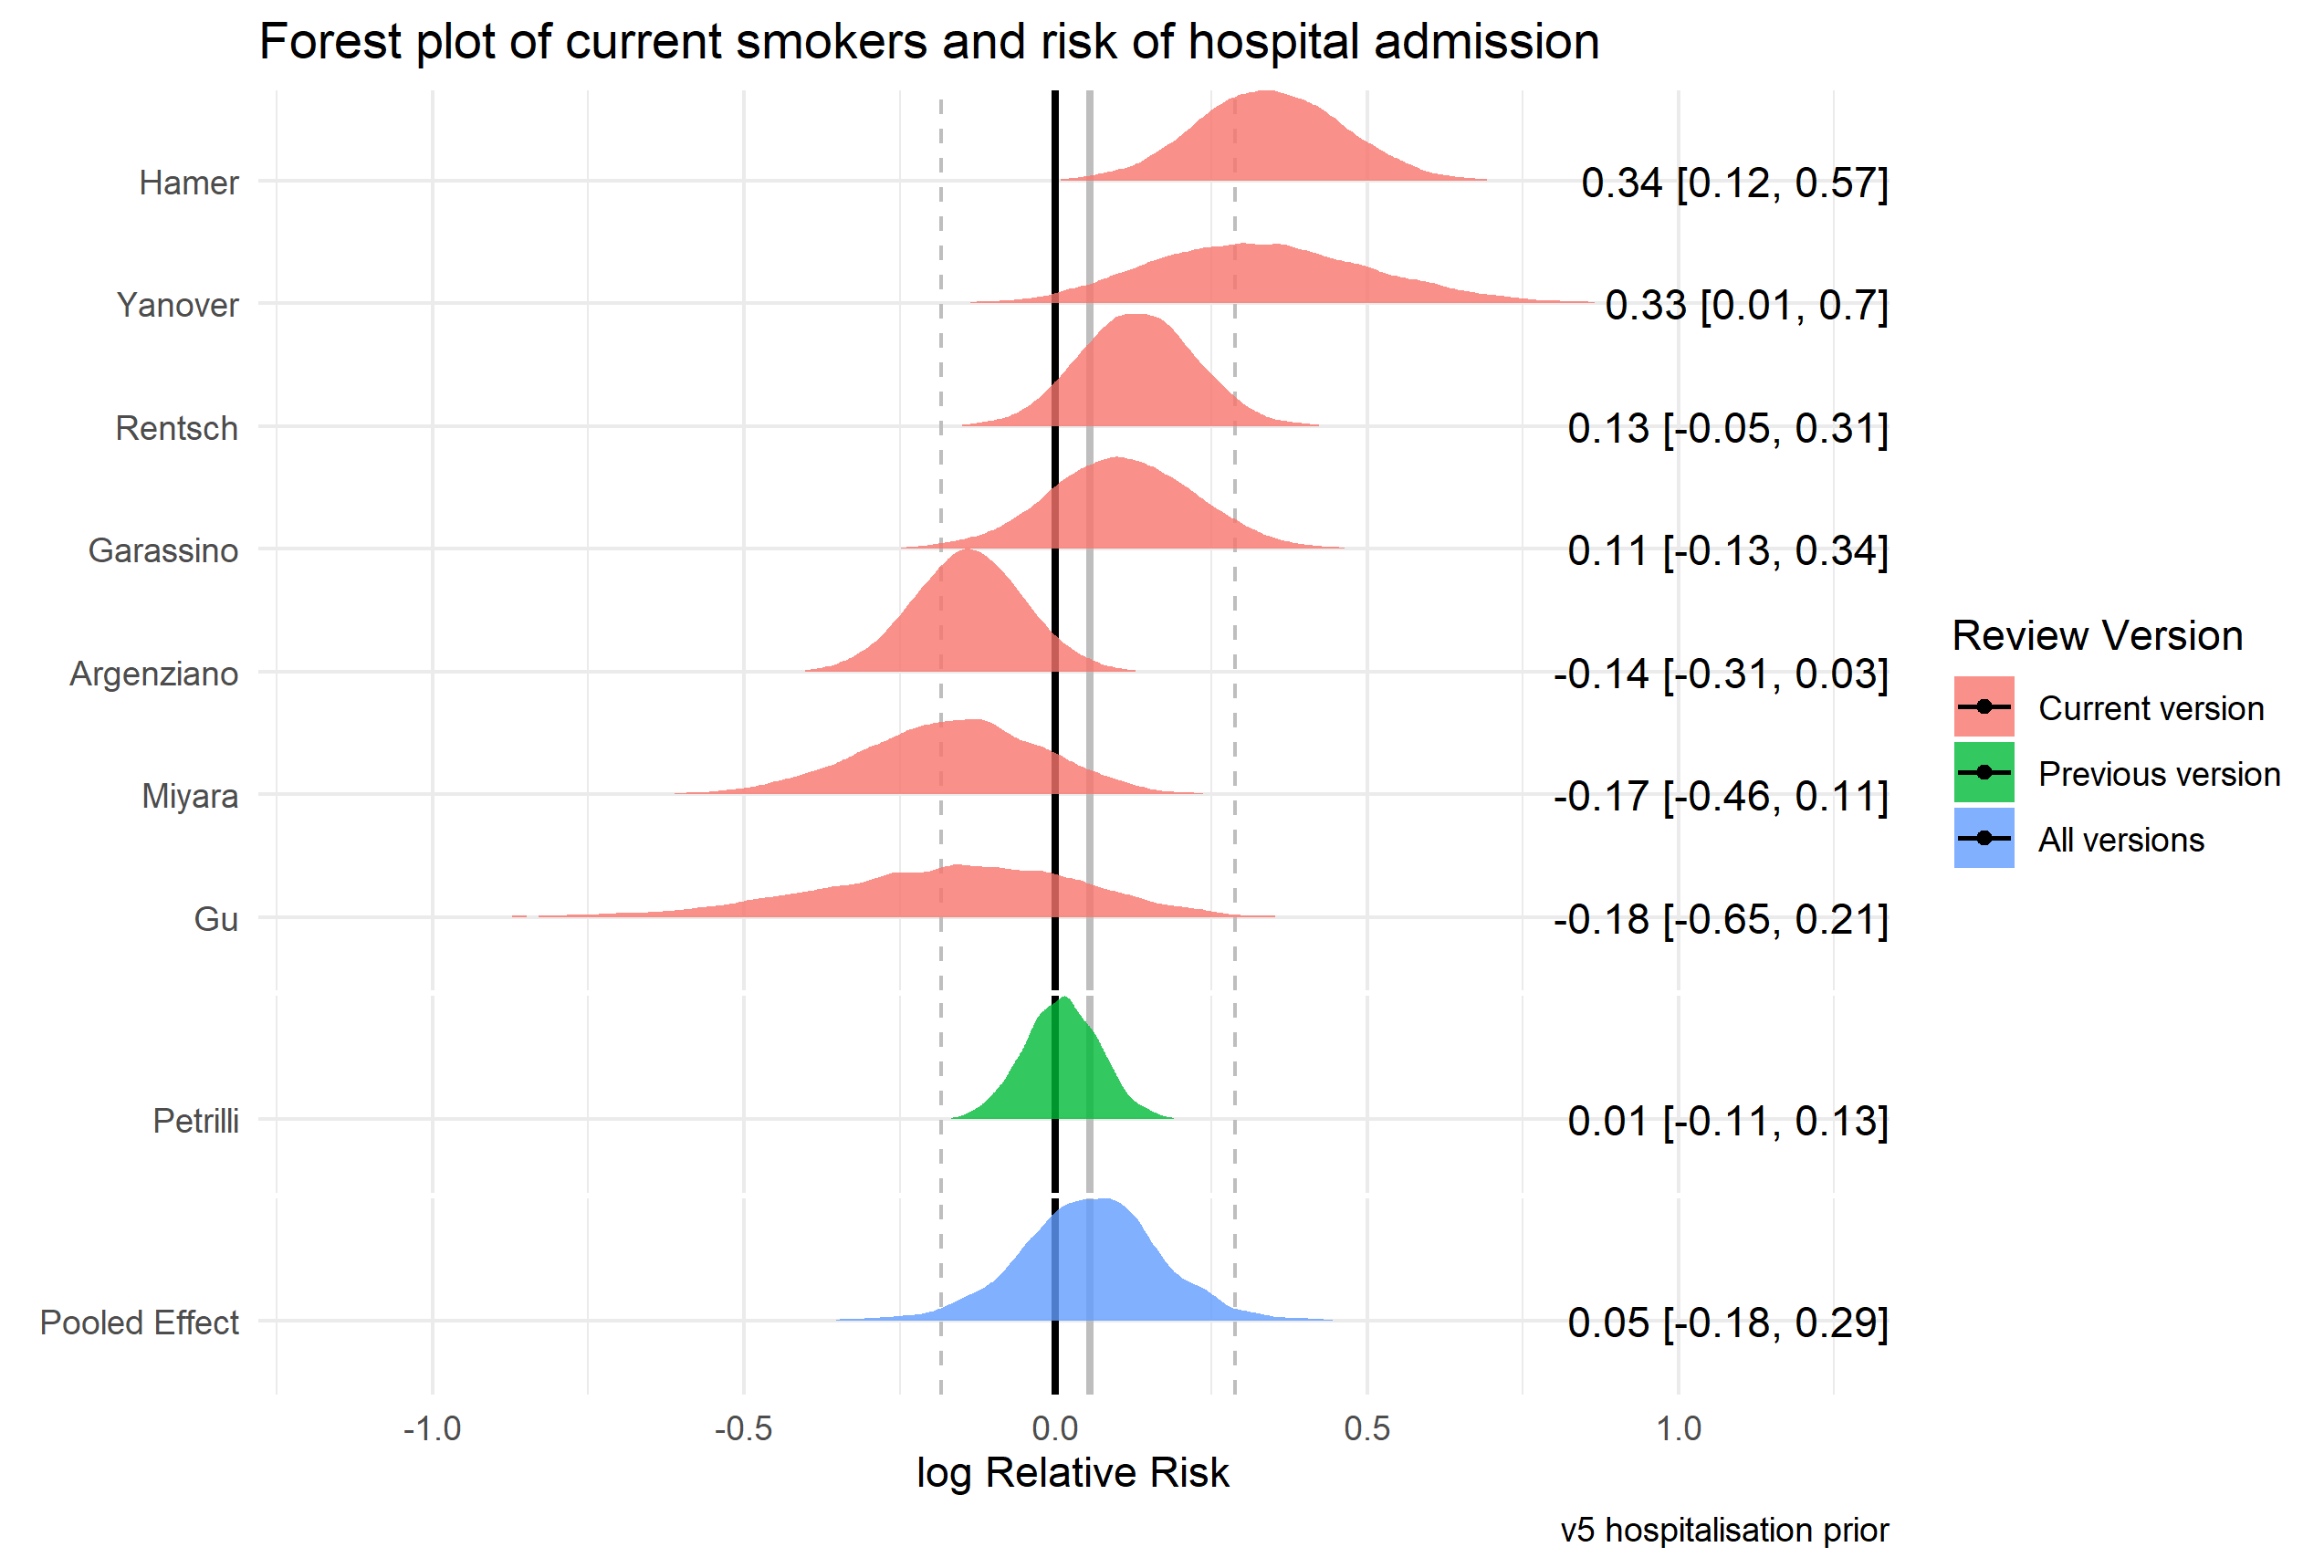 Forest plot of current smokers and risk of hospital admission
Hamer 0.34 [0.12, 0.57]
Yanover 0.33 [0.01, 0.7]
Rentsch 0.13 [-0.05, 0.31]
Garassino 0.11 [-0.13, 0.34]
Argenziano -0.14 [-0.31, 0.03]
Miyara -0.17 [-0.46, 0.11]
Gu -0.18 [-0.65, 0.21]
Petrilli 0.01 [-0.11, 0.13]
Pooled Effect 0.05 [-0.18, 0.29]
-1.0 -0.5 0.0 0.5 1.0
log Relative Risk
v5 hospitalisation prior
Review Version
Current version
Previous version
All versions